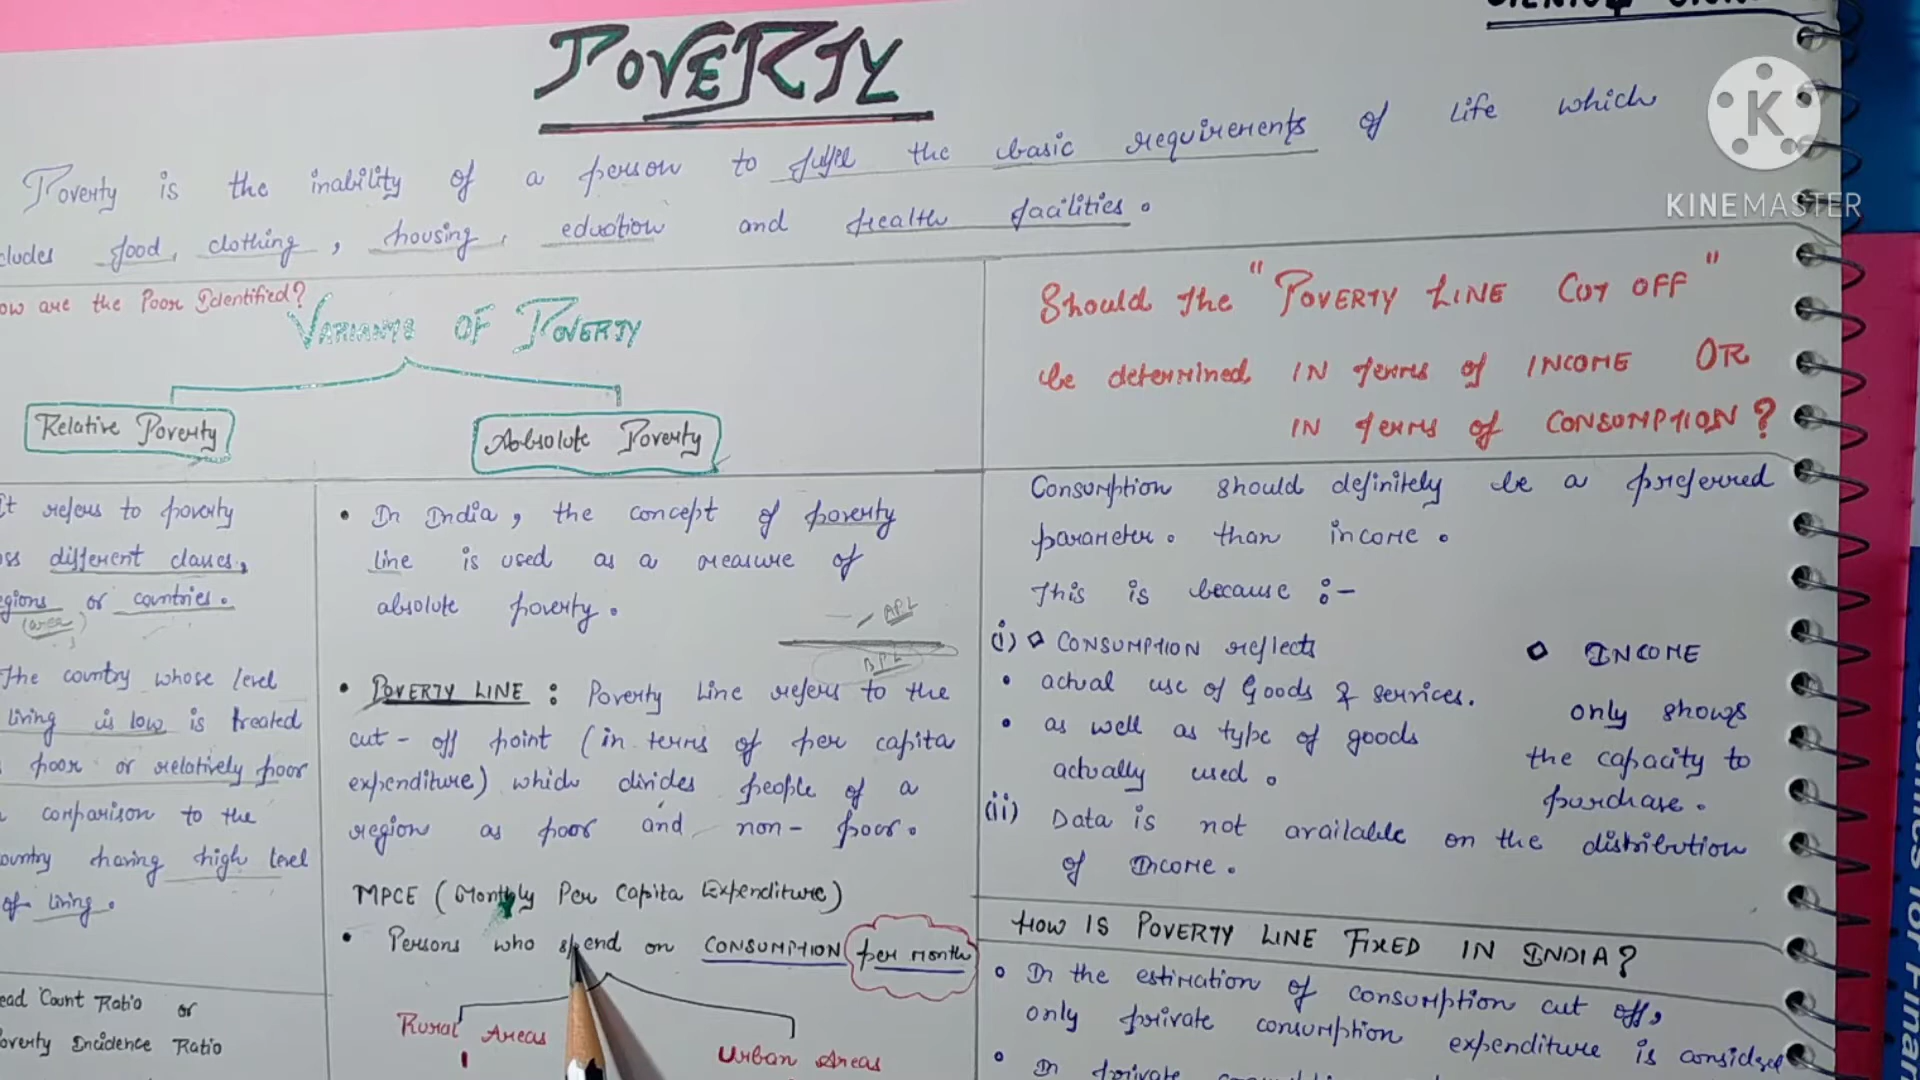 POVERTY
Poverty is the inability of a person to fulfil the basic requirements of life which
cludes food, clothing, housing, eduation and health facilities.
ow are the Poor Identified?
VARIANTS OF POVERTY
Relative Poverty
Absolute Poverty
It refers to poverty
ss different classes,
egions or countries.
(area)
The country whose level
living is low is treated
poor or relatively poor
comparison to the
ountry having high level
of living.
ead Count Ratio or
overty Incidence Ratio
• In India, the concept of poverty
line is used as a measure of
absolute poverty.
APL
BPL
• POVERTY LINE : Poverty Line refers to the
cut-off point (in terms of per capita
expenditure) which divides people of a
region as poor and non-poor.
MPCE (Monthly Per Capita Expenditure)
• Persons who spend on CONSUMPTION per month
Rural Areas
Urban Areas
Should the "POVERTY LINE CUT OFF"
be determined IN terms of INCOME OR
IN terms of CONSUMPTION?
Consumption should definitely be a preferred
parameter. than income.
This is because :-
(i) CONSUMPTION reflects
• actual use of Goods & services.
• as well as type of goods
actually used.
INCOME
only shows
the capacity to
purchase.
(ii) Data is not available on the distribution
of Income.
HOW IS POVERTY LINE FIXED IN INDIA?
In the estimation of consumption cut off,
only private consumption expenditure is considered
In private
K
KINEMASTER